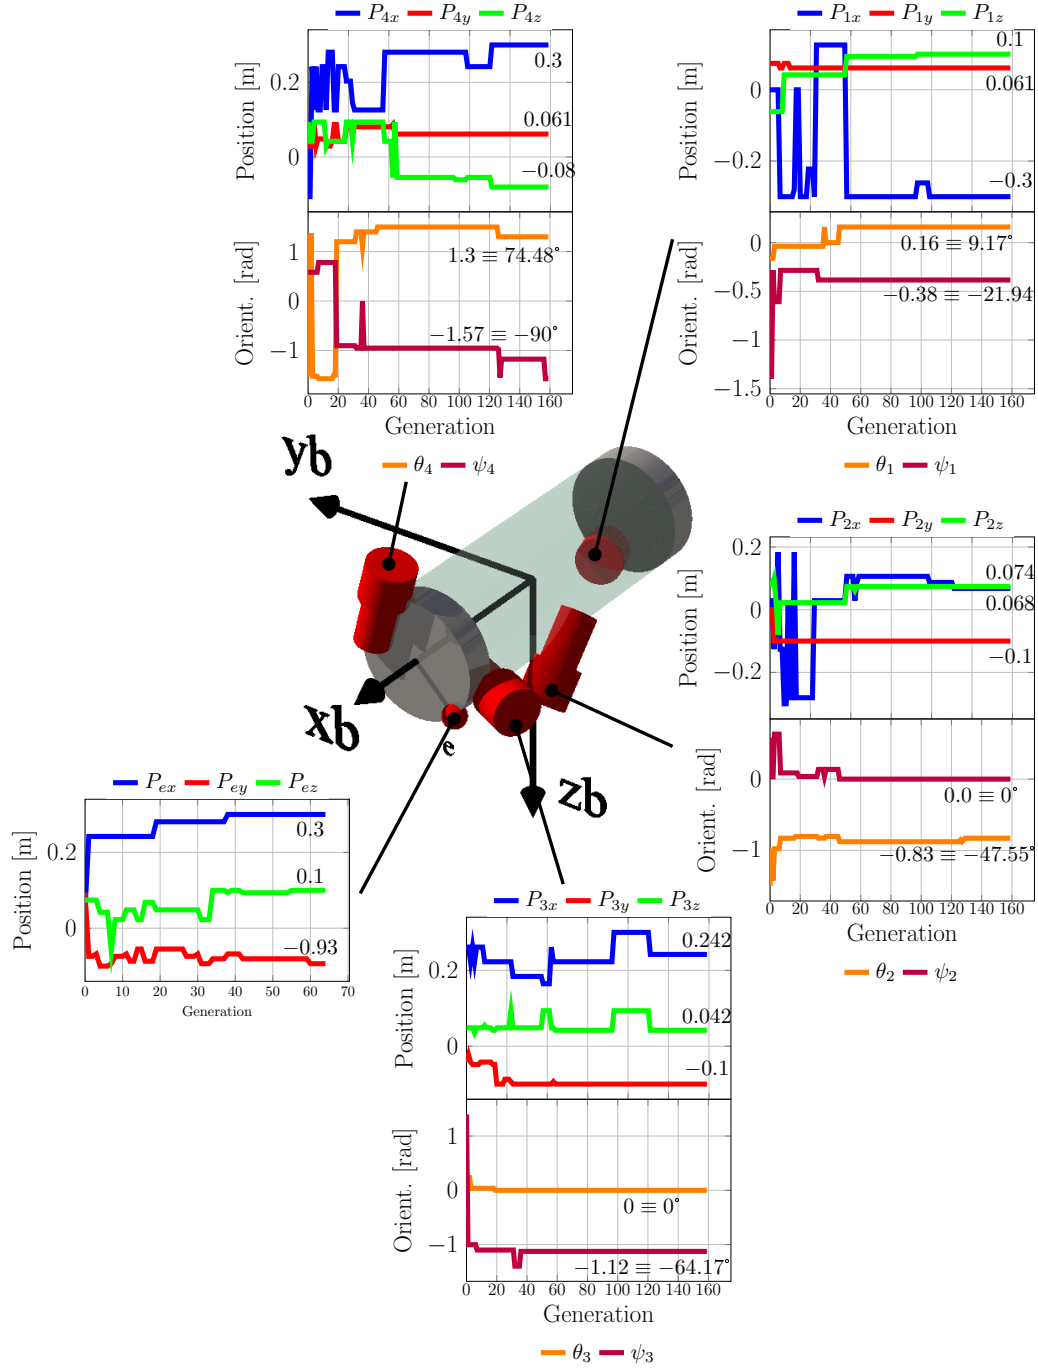 P4x P4y P4z
Position [m]
0.2
0
0.3
0.061
−0.08
Orient. [rad]
1
0
−1
1.3 ≡ 74.48°
−1.57 ≡ −90°
0 20 40 60 80 100 120 140 160
Generation
θ4 ψ4
P1x P1y P1z
Position [m]
0
−0.2
0.1
0.061
−0.3
Orient. [rad]
0
−0.5
−1
−1.5
0.16 ≡ 9.17°
−0.38 ≡ −21.94
0 20 40 60 80 100 120 140 160
Generation
θ1 ψ1
yb
xb
zb
e
P2x P2y P2z
Position [m]
0.2
0
−0.2
0.074
0.068
−0.1
Orient. [rad]
0
−1
0.0 ≡ 0°
−0.83 ≡ −47.55°
0 20 40 60 80 100 120 140 160
Generation
θ2 ψ2
Pex Pey Pez
Position [m]
0.2
0
0.3
0.1
−0.93
0 10 20 30 40 50 60 70
Generation
P3x P3y P3z
Position [m]
0.2
0
0.242
0.042
−0.1
Orient. [rad]
1
0
−1
0 ≡ 0°
−1.12 ≡ −64.17°
0 20 40 60 80 100 120 140 160
Generation
θ3 ψ3